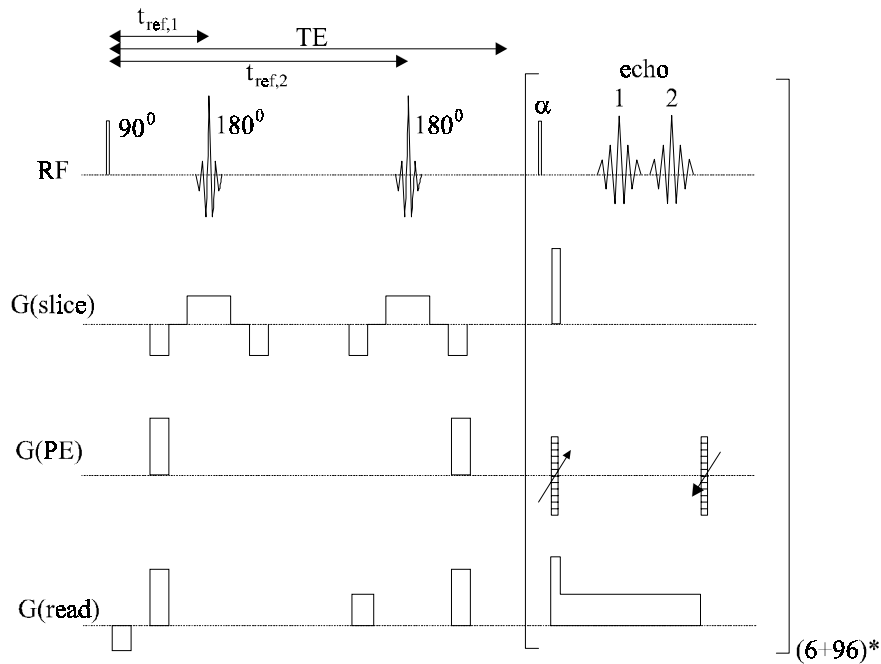 t_ref,1
TE
t_ref,2
echo
90⁰ 180⁰ 180⁰ α 1 2
RF
G(slice)
G(PE)
G(read)
(6+96)*